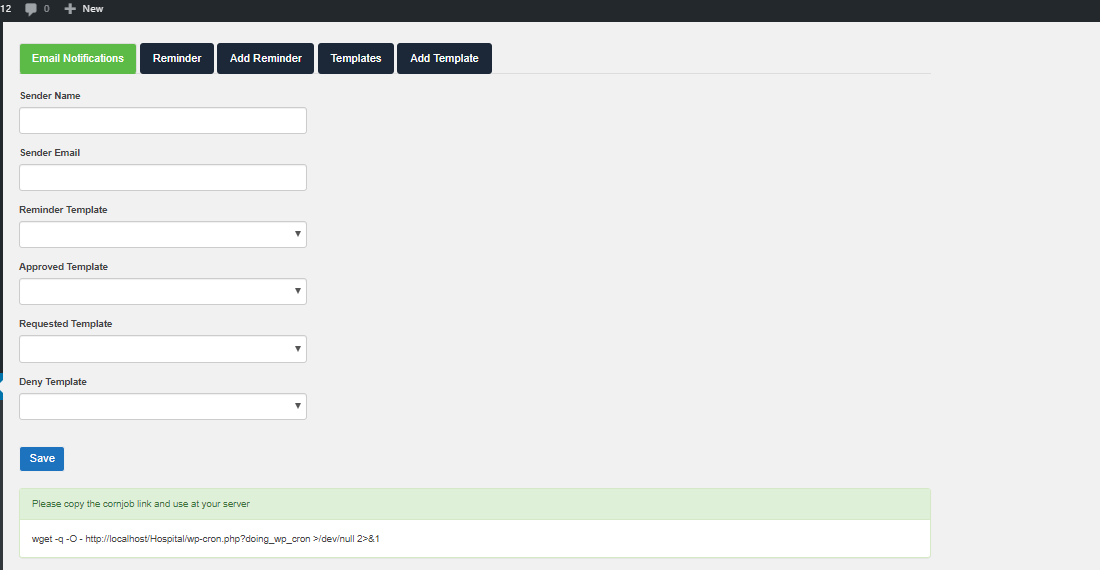 12 0 New
Email Notifications Reminder Add Reminder Templates Add Template
Sender Name
Sender Email
Reminder Template
Approved Template
Requested Template
Deny Template
Save
Please copy the cornjob link and use at your server
wget -q -O - http://localhost/Hospital/wp-cron.php?doing_wp_cron >/dev/null 2>&1